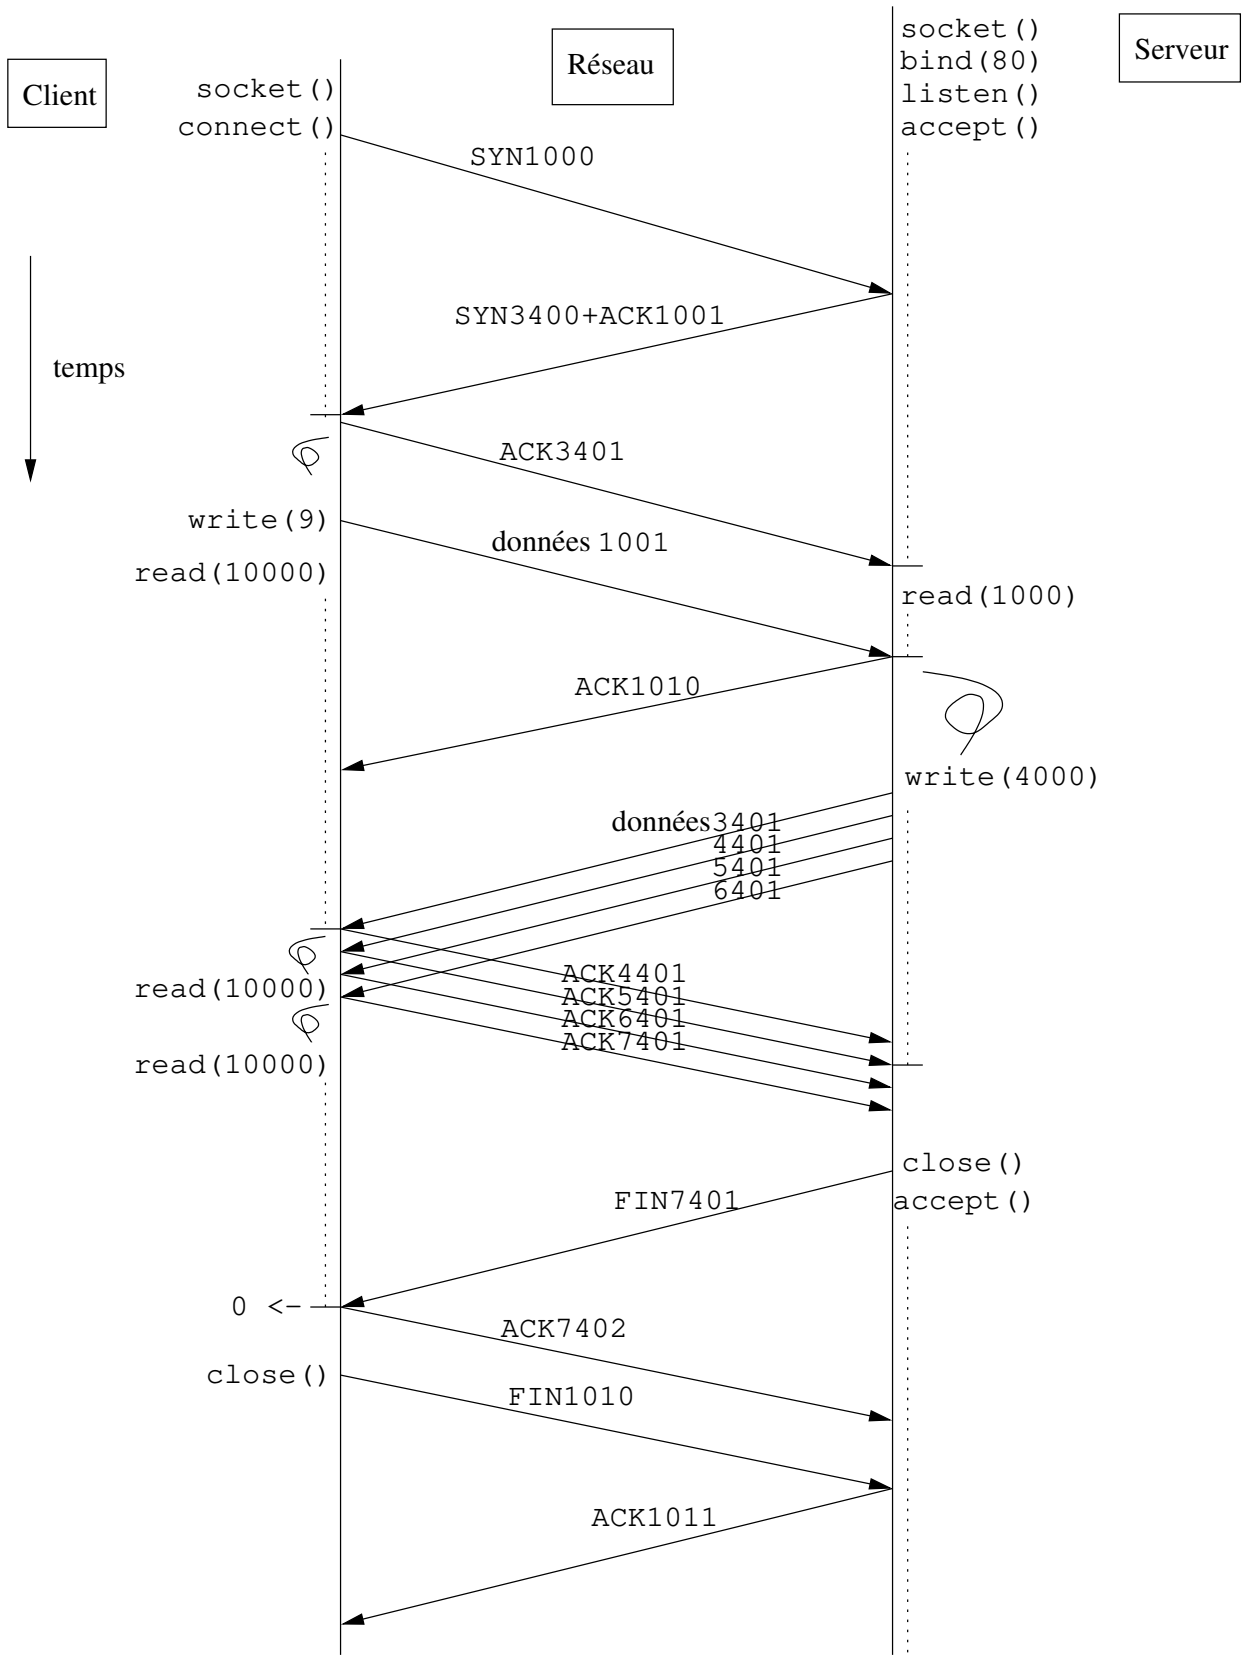 socket()
Serveur
bind(80)
Réseau
Client
socket()
listen()
connect()
accept()
SYN1000
SYN3400+ACK1001
temps
ACK3401
write(9)
données 1001
read(10000)
read(1000)
ACK1010
write(4000)
données3401
4401
5401
6401
ACK4401
read(10000)
ACK5401
ACK6401
ACK7401
read(10000)
close()
FIN7401
accept()
0 <-
ACK7402
close()
FIN1010
ACK1011